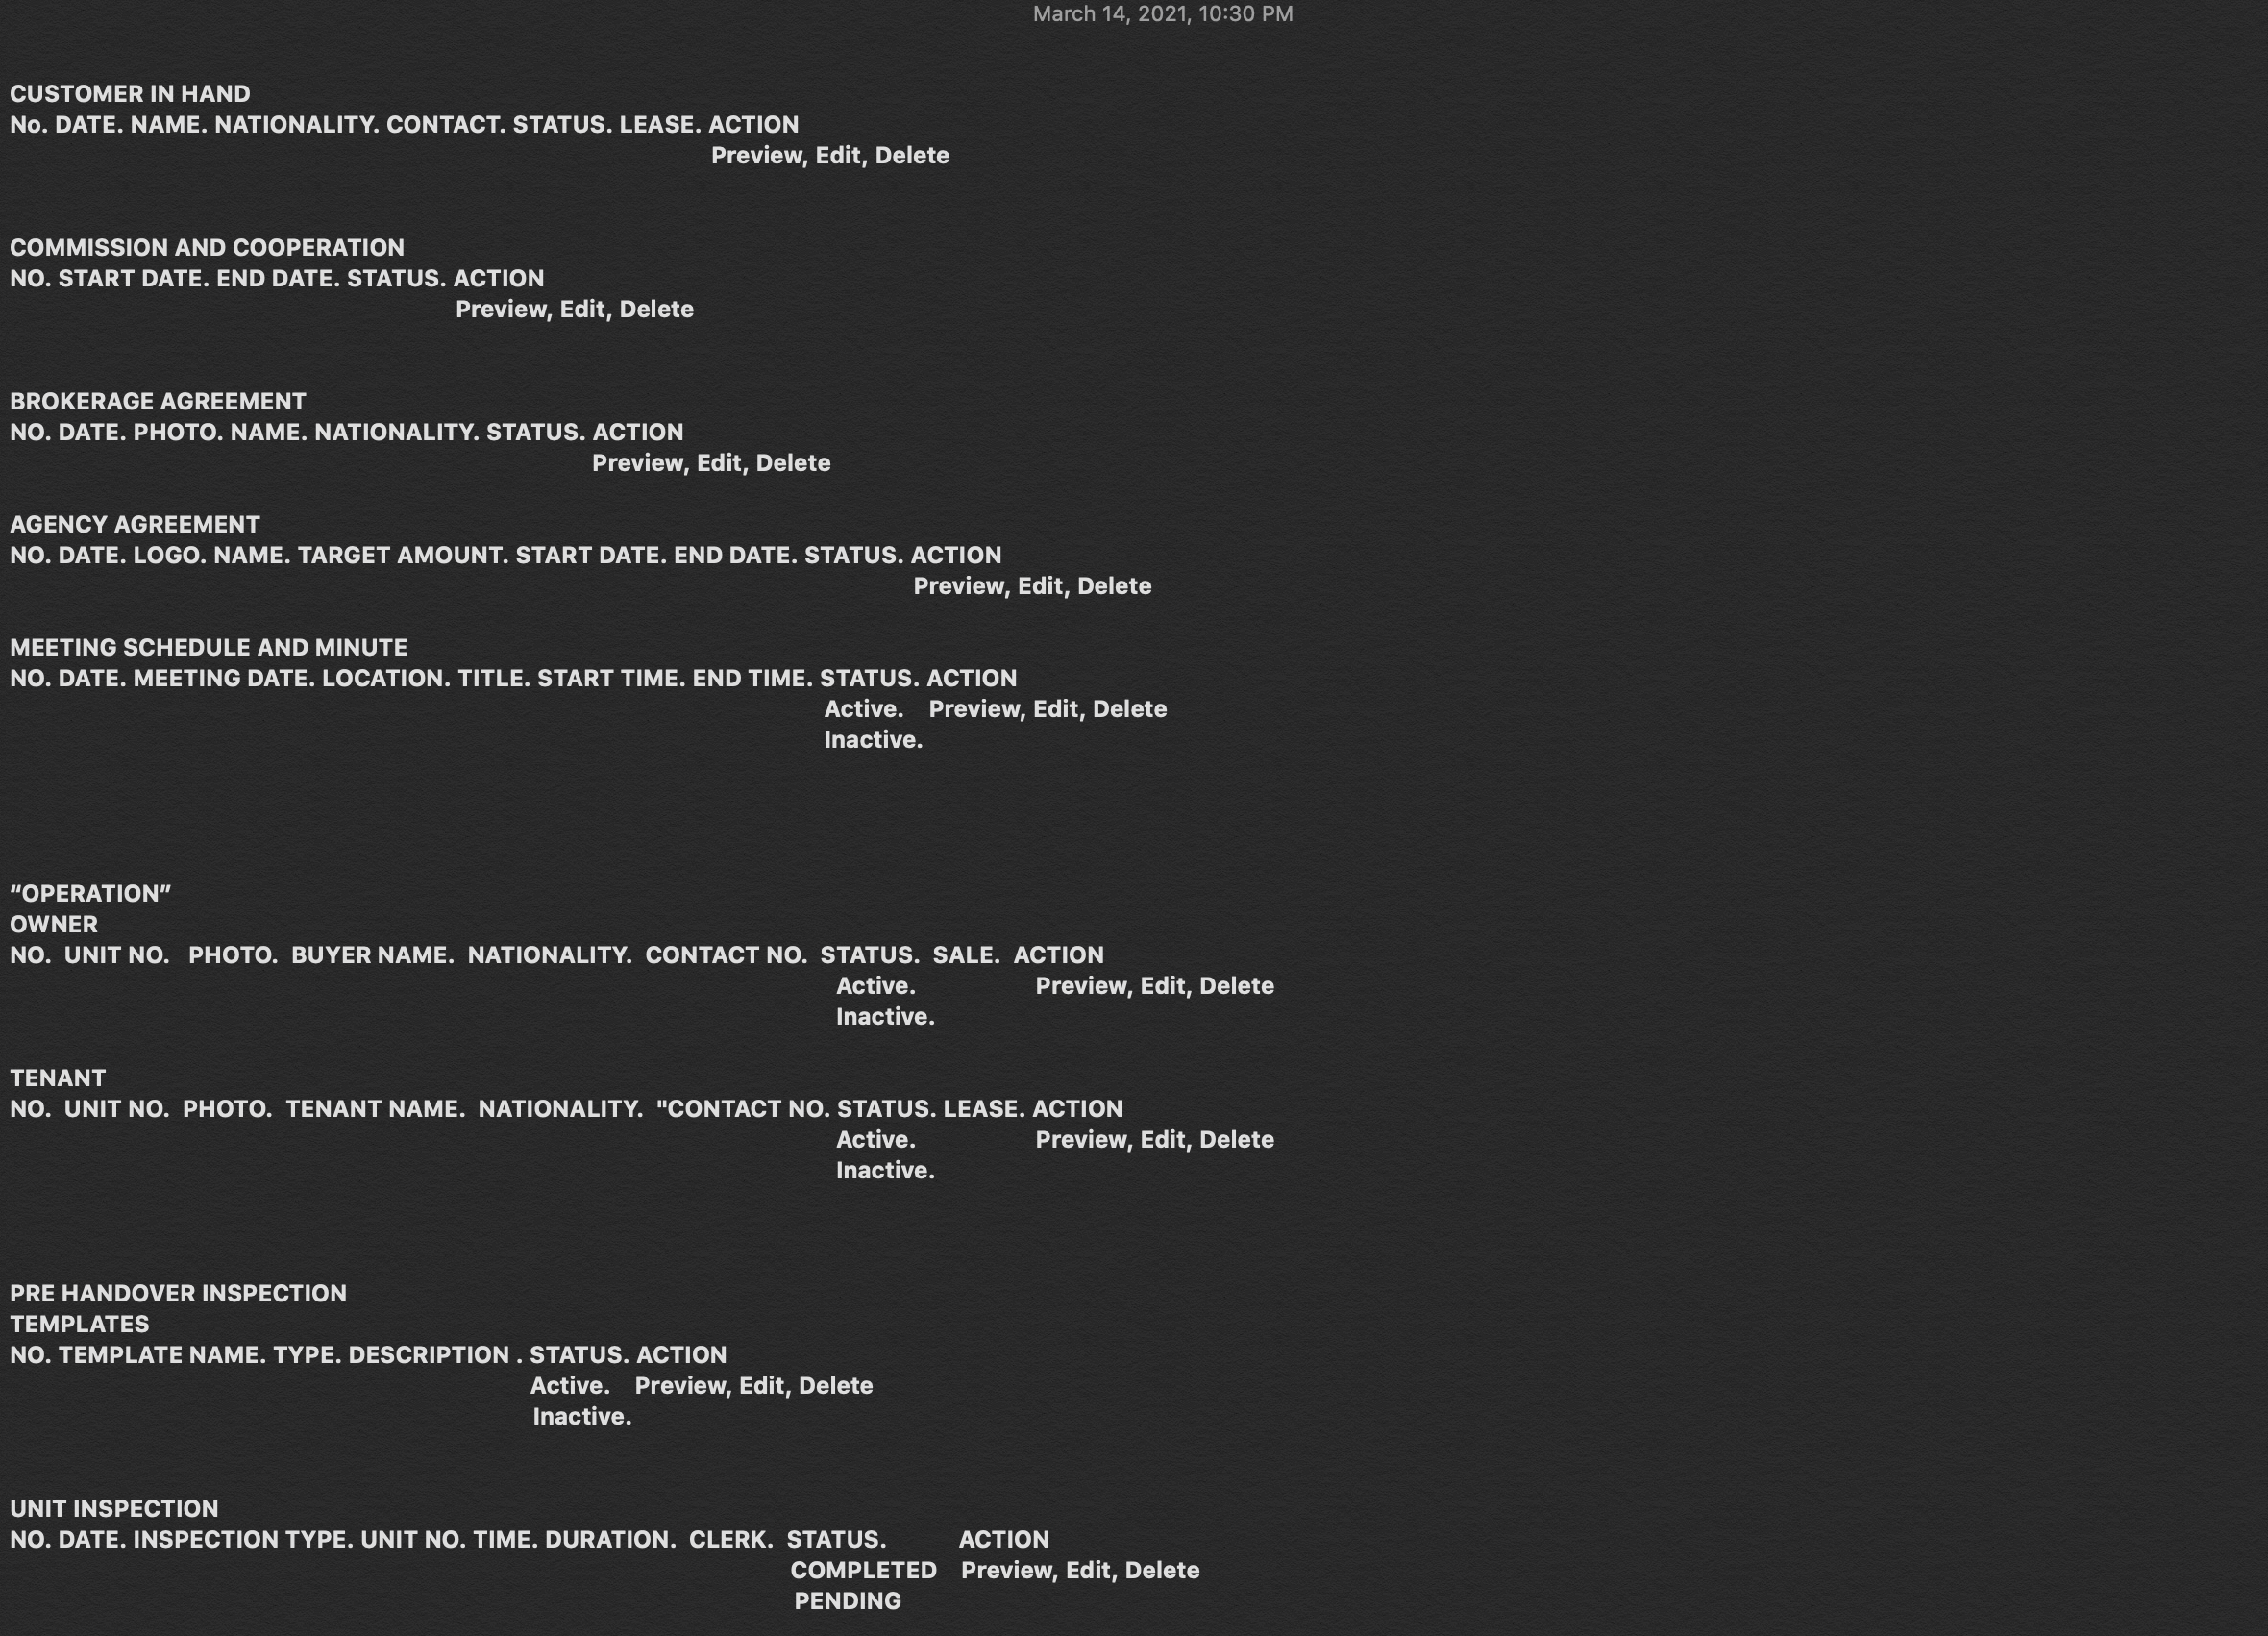 March 14, 2021, 10:30 PM
CUSTOMER IN HAND
No. DATE. NAME. NATIONALITY. CONTACT. STATUS. LEASE. ACTION
Preview, Edit, Delete
COMMISSION AND COOPERATION
NO. START DATE. END DATE. STATUS. ACTION
Preview, Edit, Delete
BROKERAGE AGREEMENT
NO. DATE. PHOTO. NAME. NATIONALITY. STATUS. ACTION
Preview, Edit, Delete
AGENCY AGREEMENT
NO. DATE. LOGO. NAME. TARGET AMOUNT. START DATE. END DATE. STATUS. ACTION
Preview, Edit, Delete
MEETING SCHEDULE AND MINUTE
NO. DATE. MEETING DATE. LOCATION. TITLE. START TIME. END TIME. STATUS. ACTION
Active. Preview, Edit, Delete
Inactive.
“OPERATION”
OWNER
NO. UNIT NO. PHOTO. BUYER NAME. NATIONALITY. CONTACT NO. STATUS. SALE. ACTION
Active. Preview, Edit, Delete
Inactive.
TENANT
NO. UNIT NO. PHOTO. TENANT NAME. NATIONALITY. "CONTACT NO. STATUS. LEASE. ACTION
Active. Preview, Edit, Delete
Inactive.
PRE HANDOVER INSPECTION
TEMPLATES
NO. TEMPLATE NAME. TYPE. DESCRIPTION . STATUS. ACTION
Active. Preview, Edit, Delete
Inactive.
UNIT INSPECTION
NO. DATE. INSPECTION TYPE. UNIT NO. TIME. DURATION. CLERK. STATUS. ACTION
COMPLETED Preview, Edit, Delete
PENDING